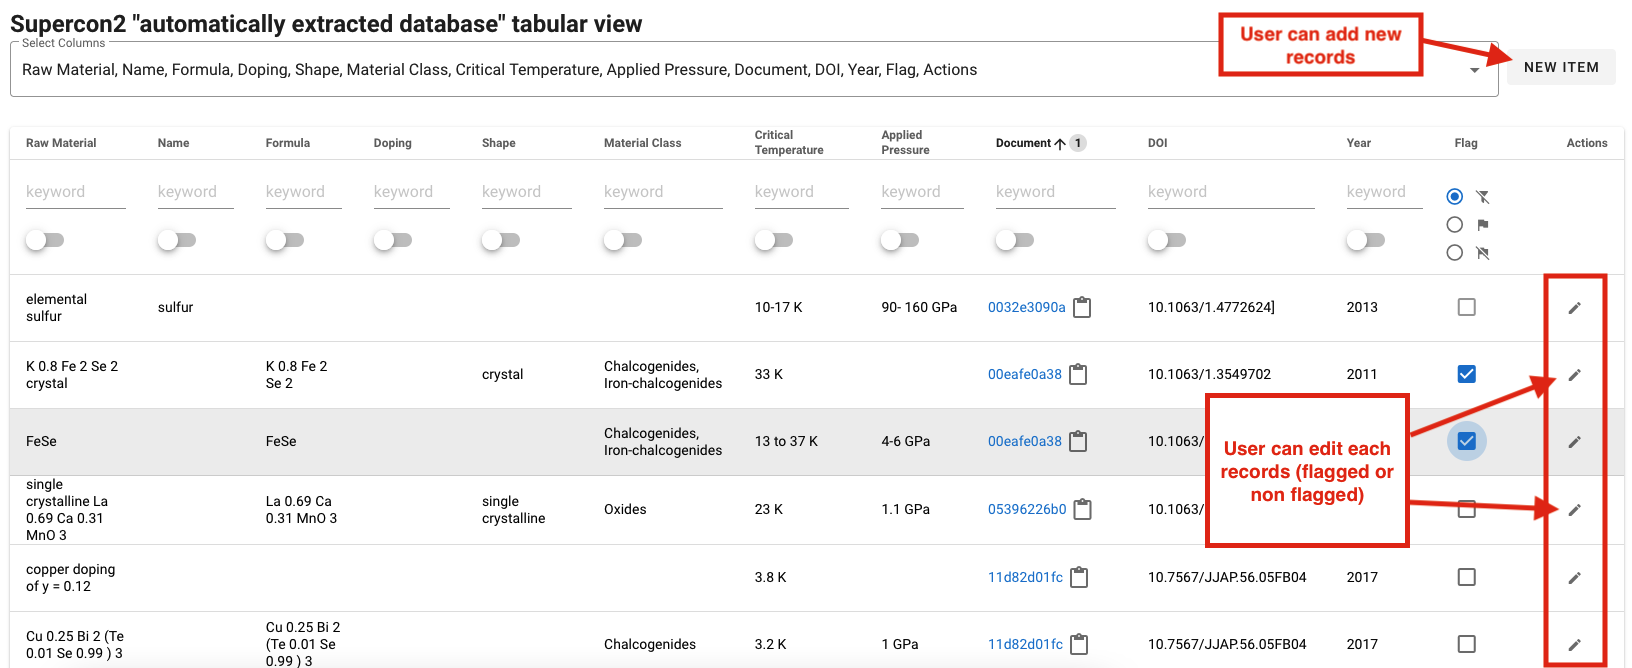 Supercon2 "automatically extracted database" tabular view
Select Columns
Raw Material, Name, Formula, Doping, Shape, Material Class, Critical Temperature, Applied Pressure, Document, DOI, Year, Flag, Actions
User can add new
records
NEW ITEM
Raw Material
Name
Formula
Doping
Shape
Material Class
Critical
Temperature
Applied
Pressure
Document
1
DOI
Year
Flag
Actions
keyword
keyword
keyword
keyword
keyword
keyword
keyword
keyword
keyword
keyword
keyword
elemental
sulfur
sulfur
10-17 K
90- 160 GPa
0032e3090a
10.1063/1.4772624]
2013
K 0.8 Fe 2 Se 2
crystal
K 0.8 Fe 2
Se 2
crystal
Chalcogenides,
Iron-chalcogenides
33 K
00eafe0a38
10.1063/1.3549702
2011
FeSe
FeSe
Chalcogenides,
Iron-chalcogenides
13 to 37 K
4-6 GPa
00eafe0a38
10.1063/
User can edit each
records (flagged or
non flagged)
single
crystalline La
0.69 Ca 0.31
MnO 3
La 0.69 Ca
0.31 MnO 3
single
crystalline
Oxides
23 K
1.1 GPa
05396226b0
10.1063/
copper doping
of y = 0.12
3.8 K
11d82d01fc
10.7567/JJAP.56.05FB04
2017
Cu 0.25 Bi 2 (Te
0.01 Se 0.99 ) 3
Cu 0.25 Bi 2
(Te 0.01 Se
0.99 ) 3
Chalcogenides
3.2 K
1 GPa
11d82d01fc
10.7567/JJAP.56.05FB04
2017